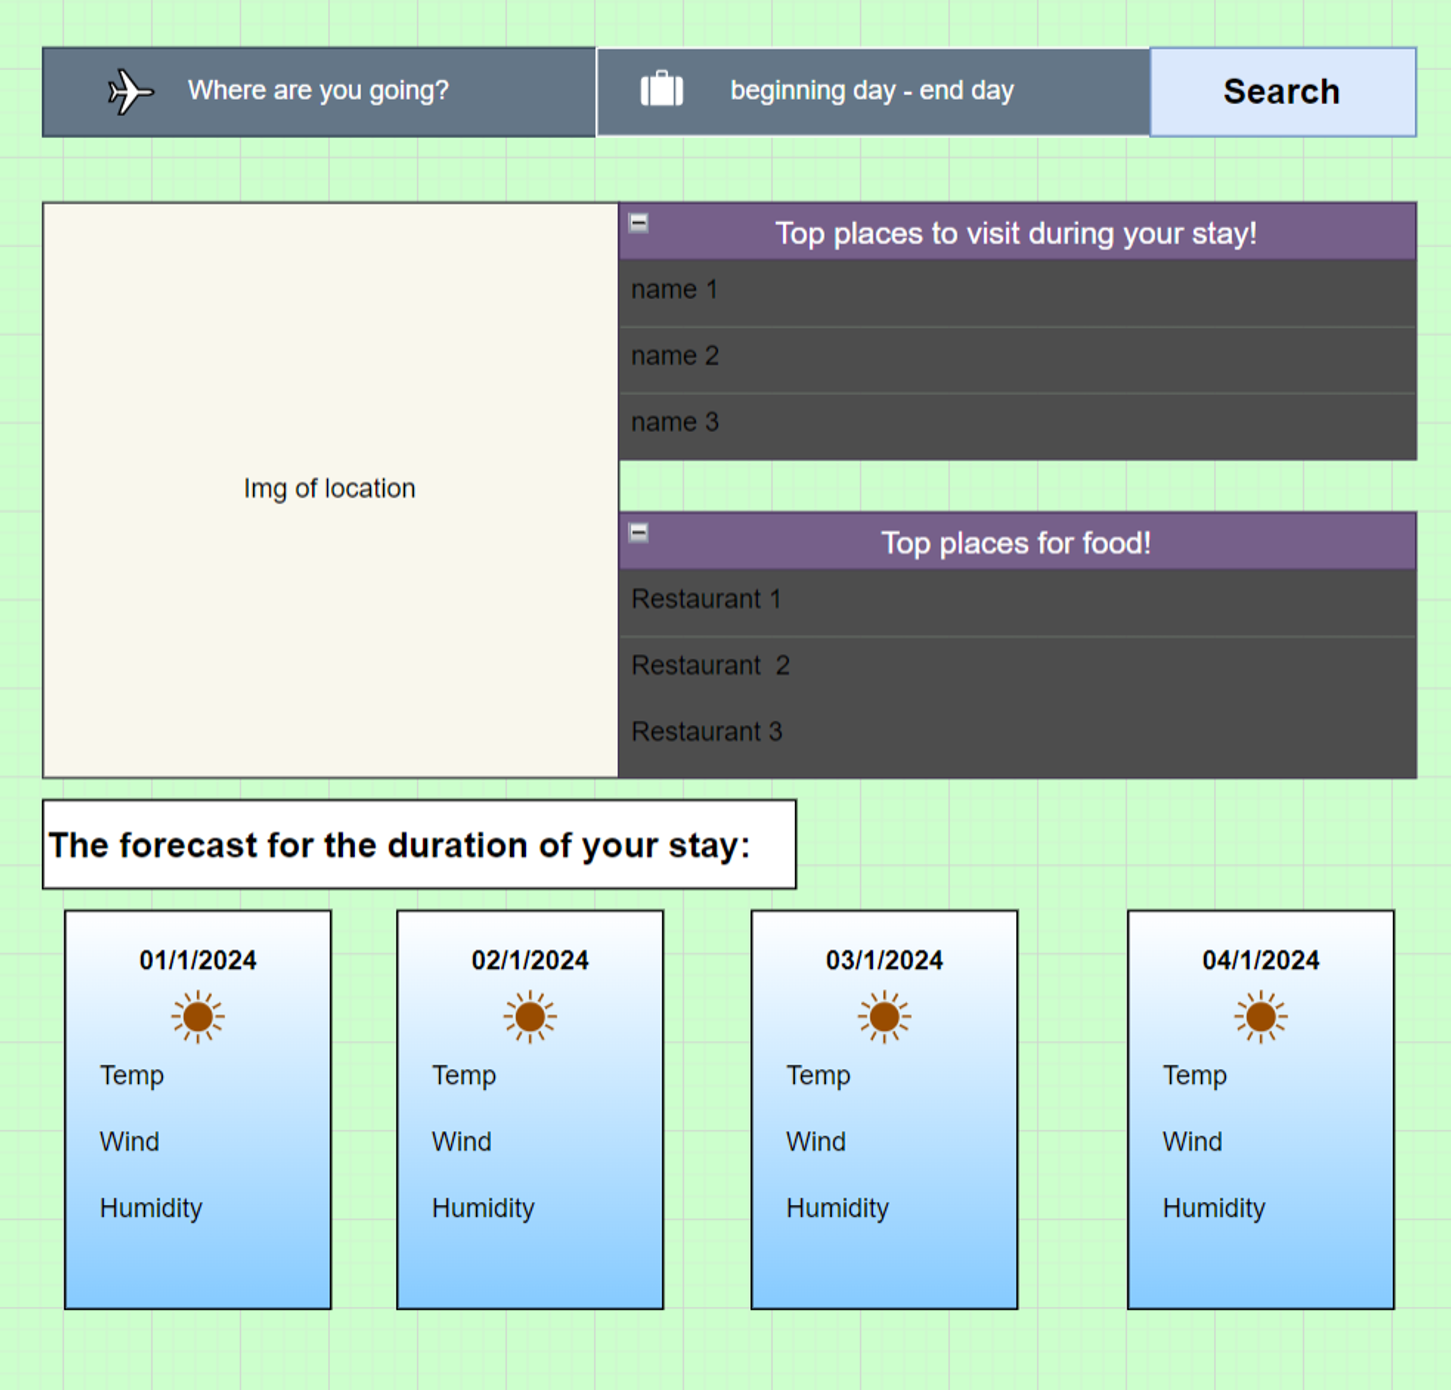 Where are you going?
beginning day - end day
Search
Img of location
Top places to visit during your stay!
name 1
name 2
name 3
Top places for food!
Restaurant 1
Restaurant  2
Restaurant 3
The forecast for the duration of your stay:
01/1/2024
Temp
Wind
Humidity
02/1/2024
Temp
Wind
Humidity
03/1/2024
Temp
Wind
Humidity
04/1/2024
Temp
Wind
Humidity